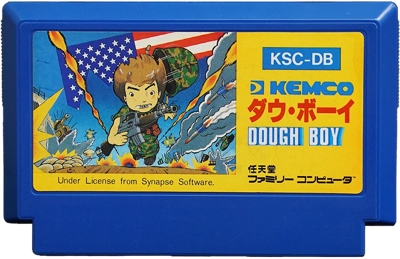 KSC-DB
KEMCO
ダウ・ボーイ
DOUGH BOY
任天堂
ファミリー コンピュータ
Under License from Synapse Software.